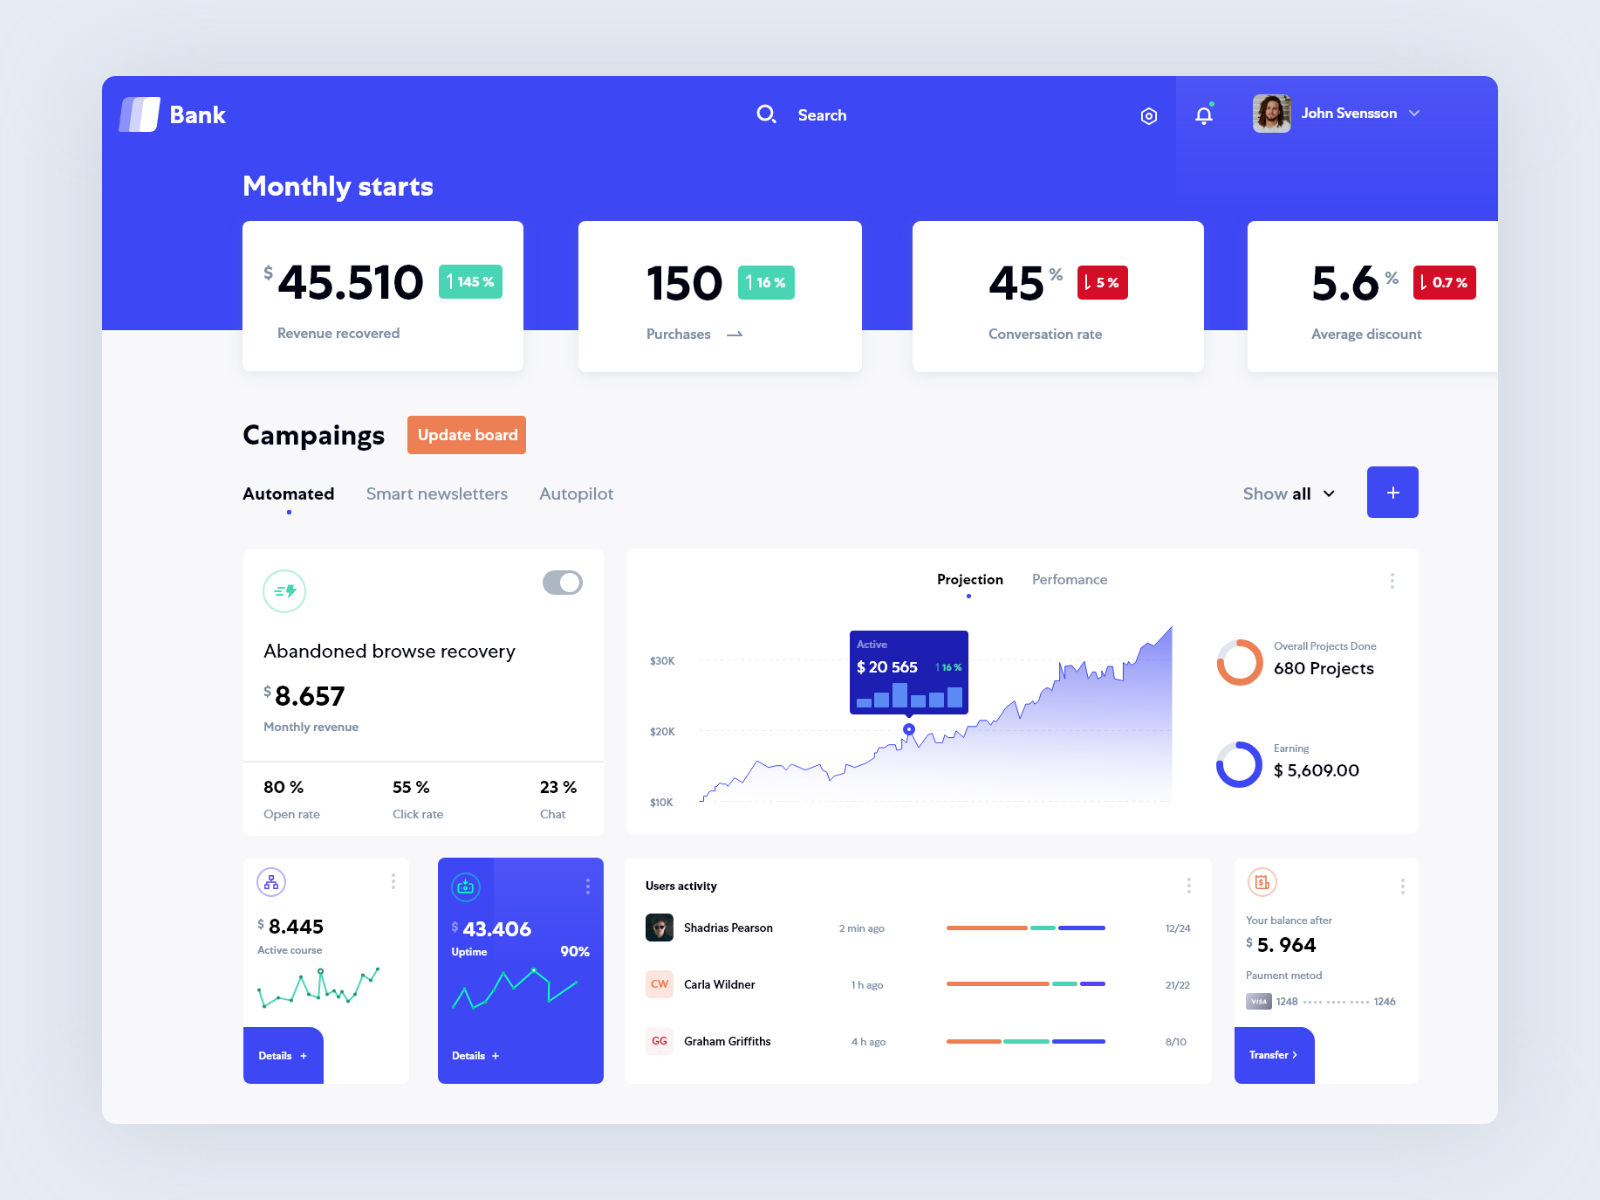 Bank
Search
John Svensson
Monthly starts
$ 45.510 145 %
Revenue recovered
150 16 %
Purchases
45 % 5 %
Conversation rate
5.6 % 0.7 %
Average discount
Campaings
Update board
Automated Smart newsletters Autopilot
Show all
+
Abandoned browse recovery
$ 8.657
Monthly revenue
80 % 55 % 23 %
Open rate Click rate Chat
Projection Perfomance
$30K
$20K
$10K
Active
$ 20 565 16 %
Overall Projects Done
680 Projects
Earning
$ 5,609.00
$ 8.445
Active course
Details +
$ 43.406
Uptime 90%
Details +
Users activity
Shadrias Pearson 2 min ago 12/24
CW Carla Wildner 1 h ago 21/22
GG Graham Griffiths 4 h ago 8/10
Your balance after
$ 5. 964
Paument metod
VISA 1248 •••• •••• 1246
Transfer >